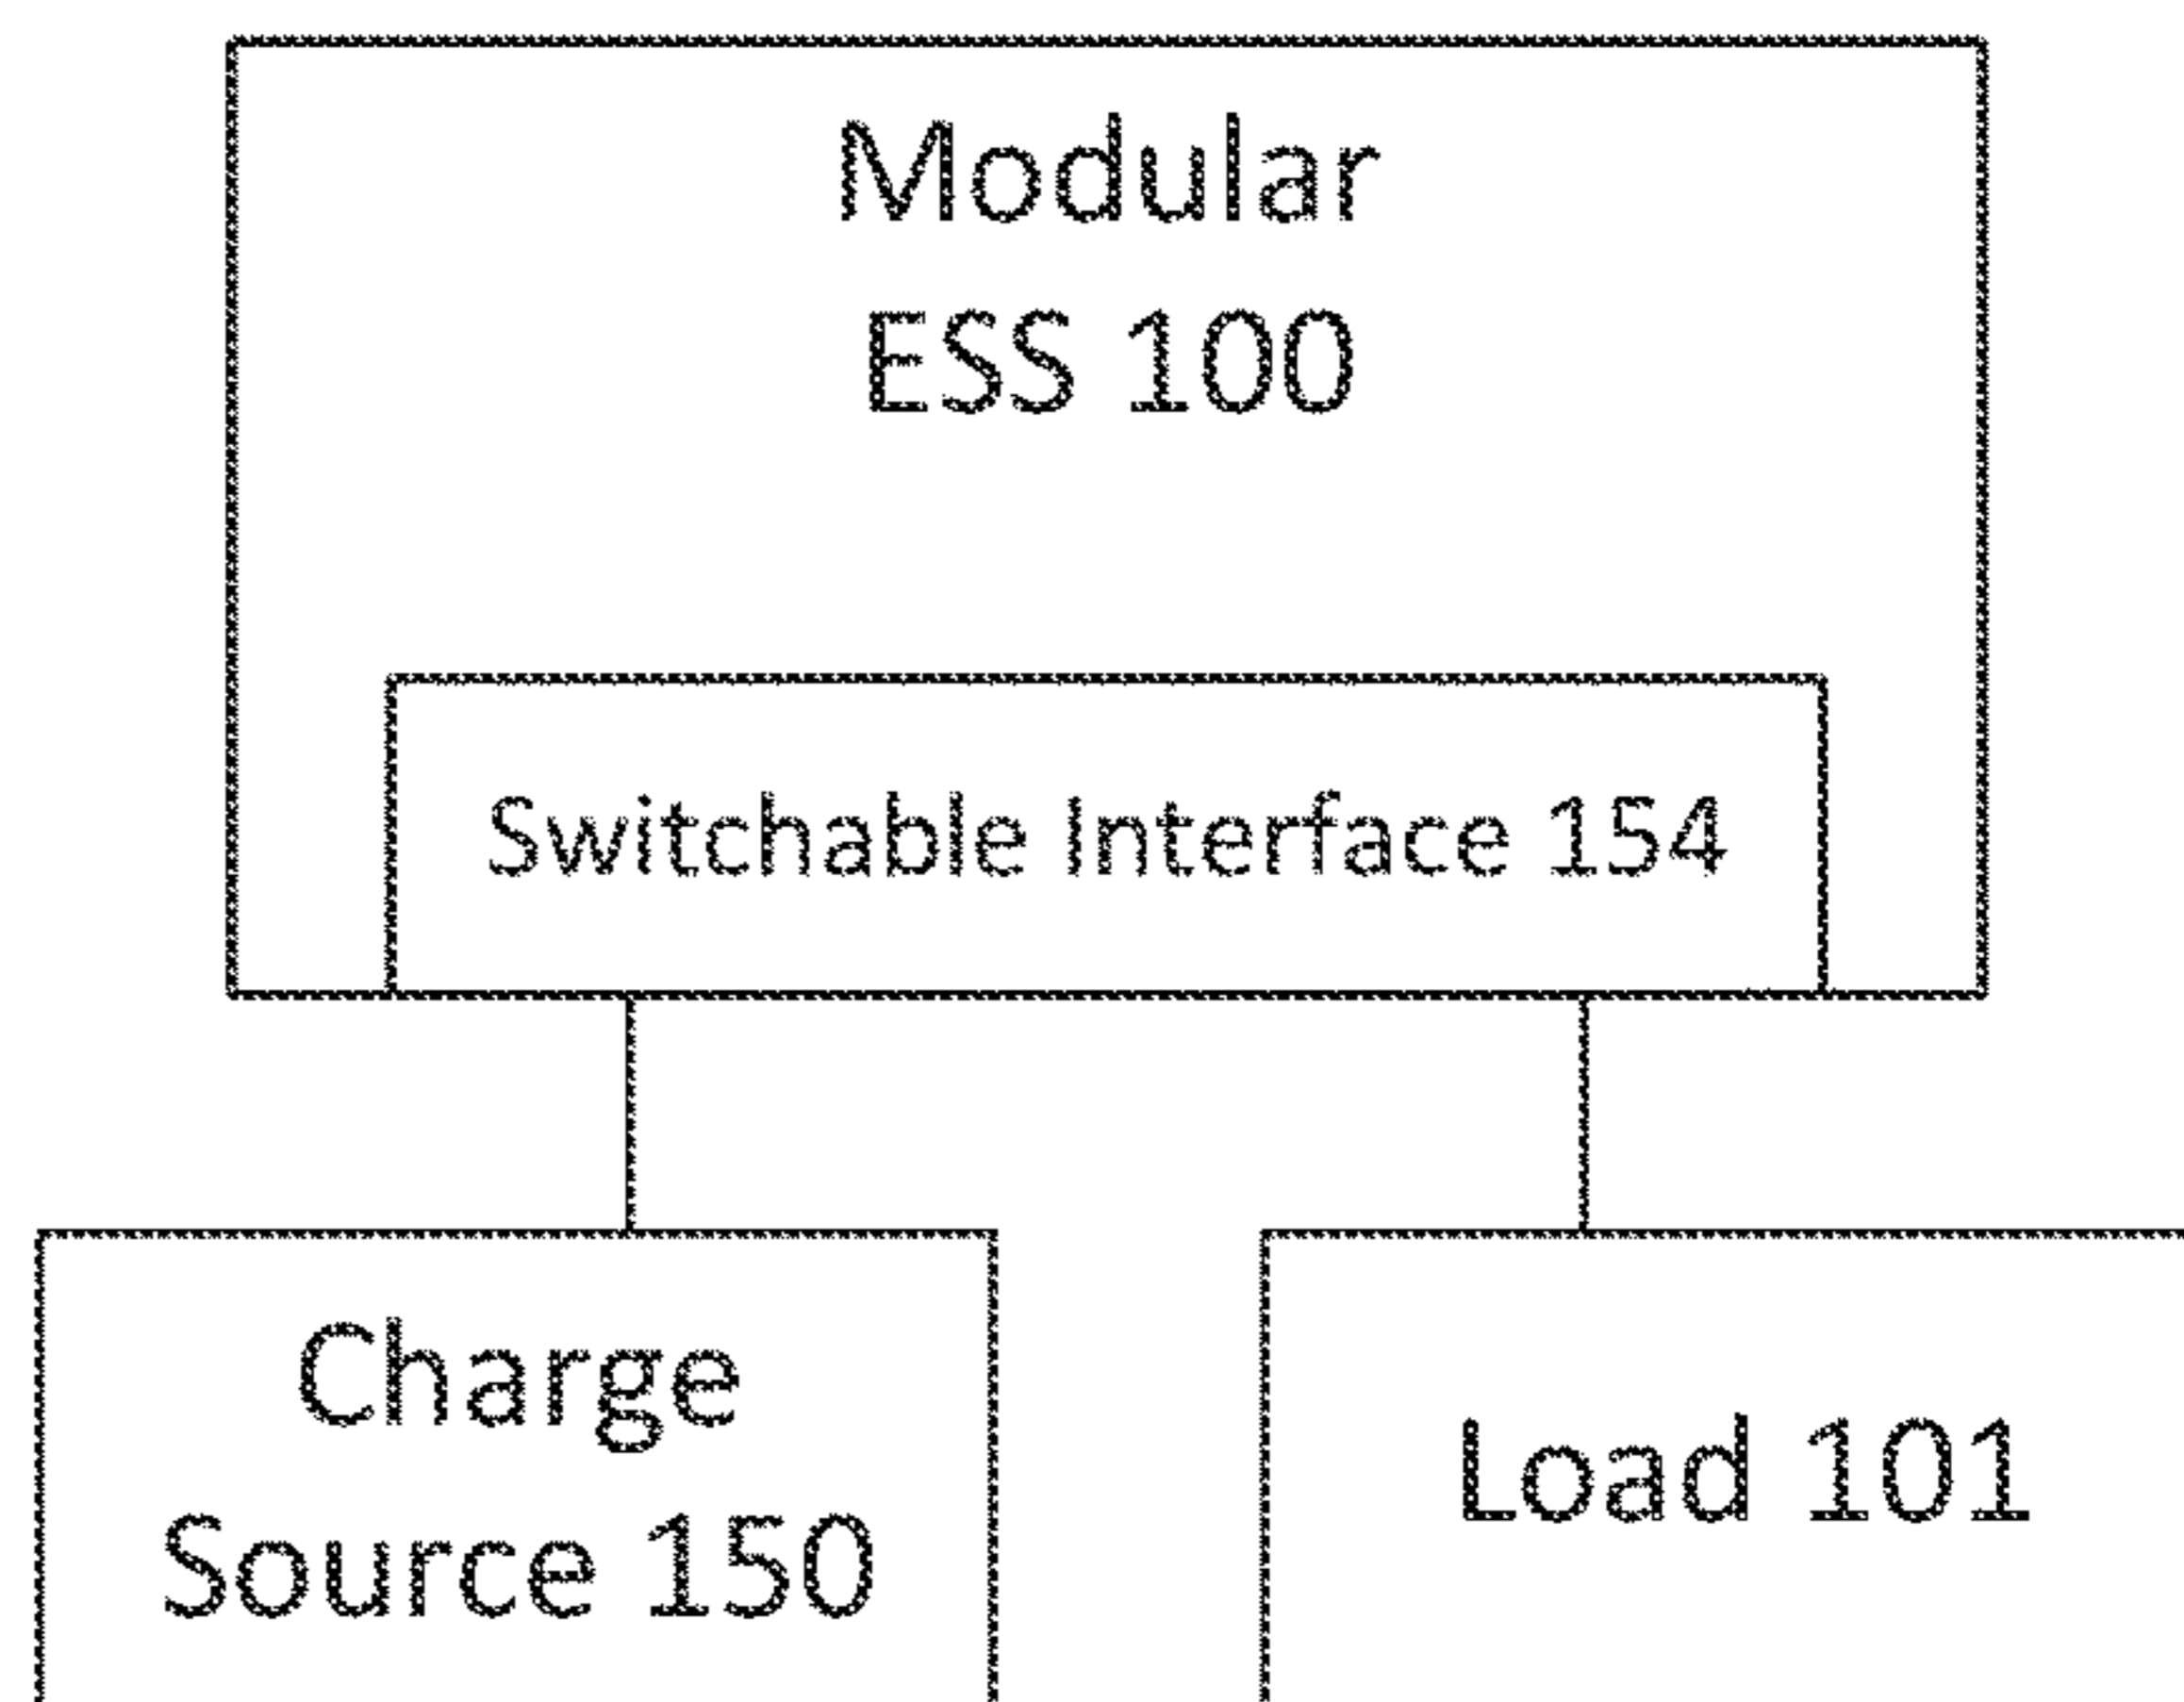 Modular
ESS 100
Switchable Interface 154
Charge
Source 150
Load 101